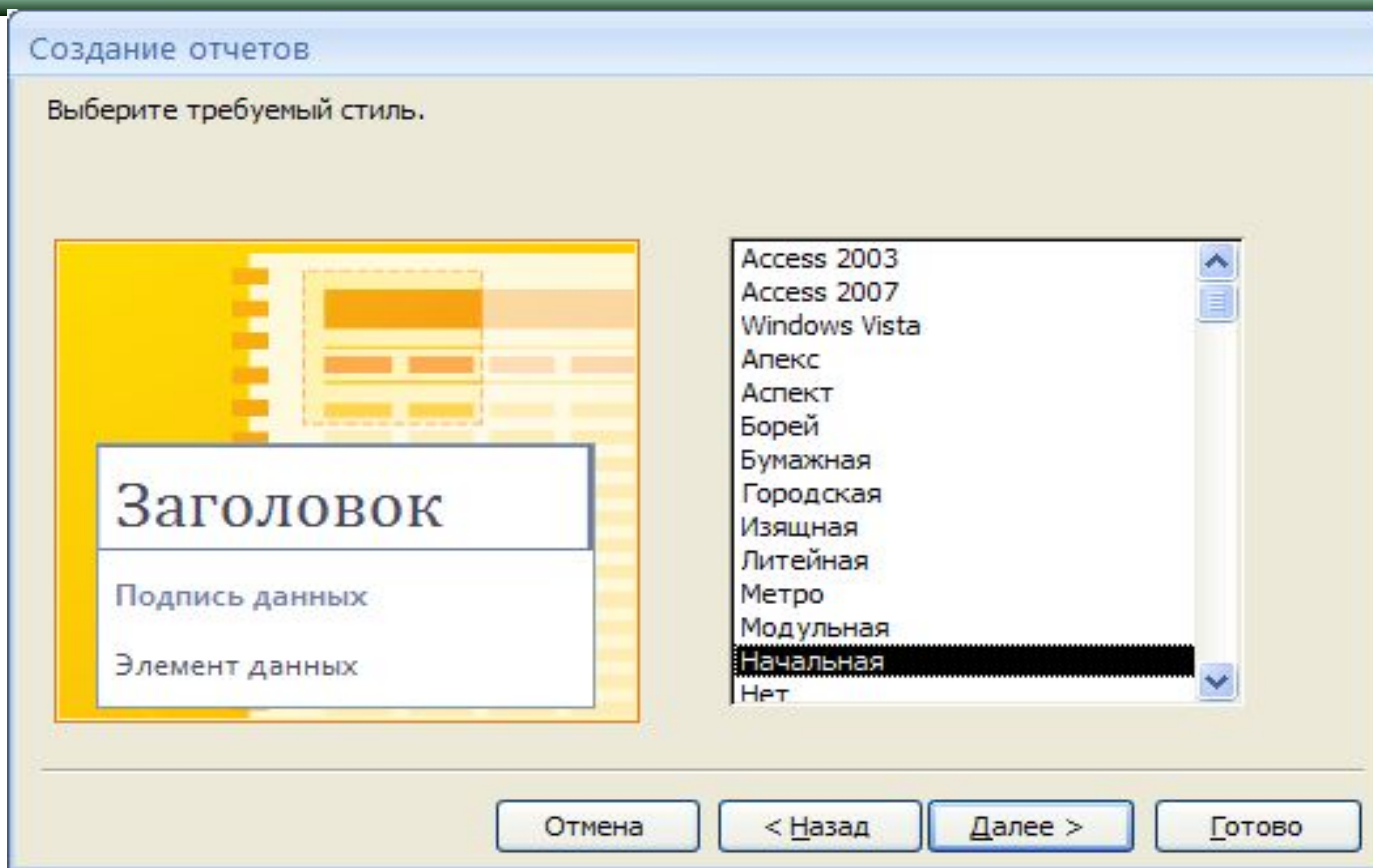 Создание отчетов
Выберите требуемый стиль.
Заголовок
Подпись данных
Элемент данных
Access 2003
Access 2007
Windows Vista
Апекс
Аспект
Борей
Бумажная
Городская
Изящная
Литейная
Метро
Модульная
Начальная
Нет
Отмена
< Назад
Далее >
Готово